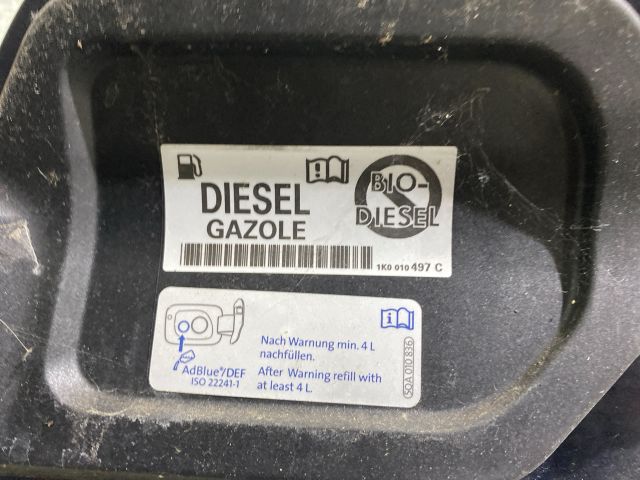 DIESEL
GAZOLE
BIO-
DIESEL
1K0 010 497 C
Nach Warnung min. 4 L
nachfüllen.
After Warning refill with
at least 4 L.
AdBlue®/DEF
ISO 22241-1
5QA 010 836